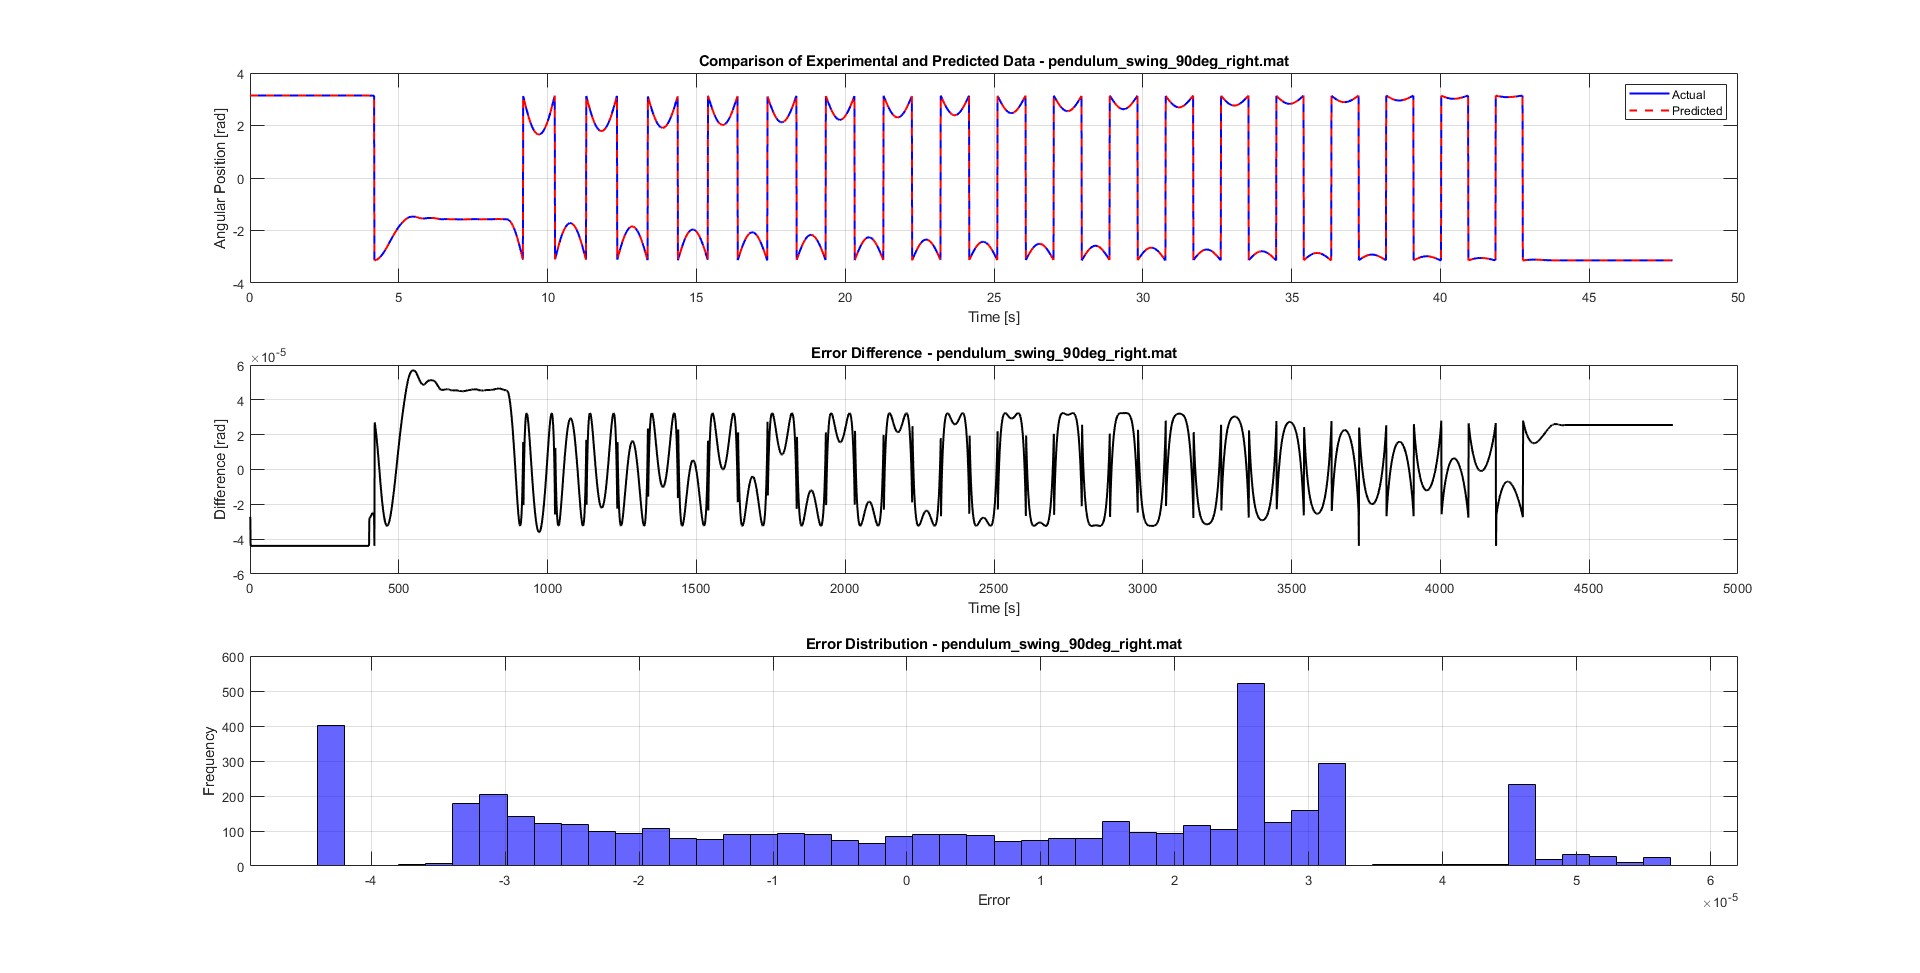 Comparison of Experimental and Predicted Data - pendulum_swing_90deg_right.mat
4
2
0
-2
-4
Angular Position [rad]
Actual
Predicted
0 5 10 15 20 25 30 35 40 45 50
Time [s]
Error Difference - pendulum_swing_90deg_right.mat
×10-5
6
4
2
0
-2
-4
-6
Difference [rad]
0 500 1000 1500 2000 2500 3000 3500 4000 4500 5000
Time [s]
Error Distribution - pendulum_swing_90deg_right.mat
600
500
400
300
200
100
0
Frequency
-4 -3 -2 -1 0 1 2 3 4 5 6
Error
×10-5